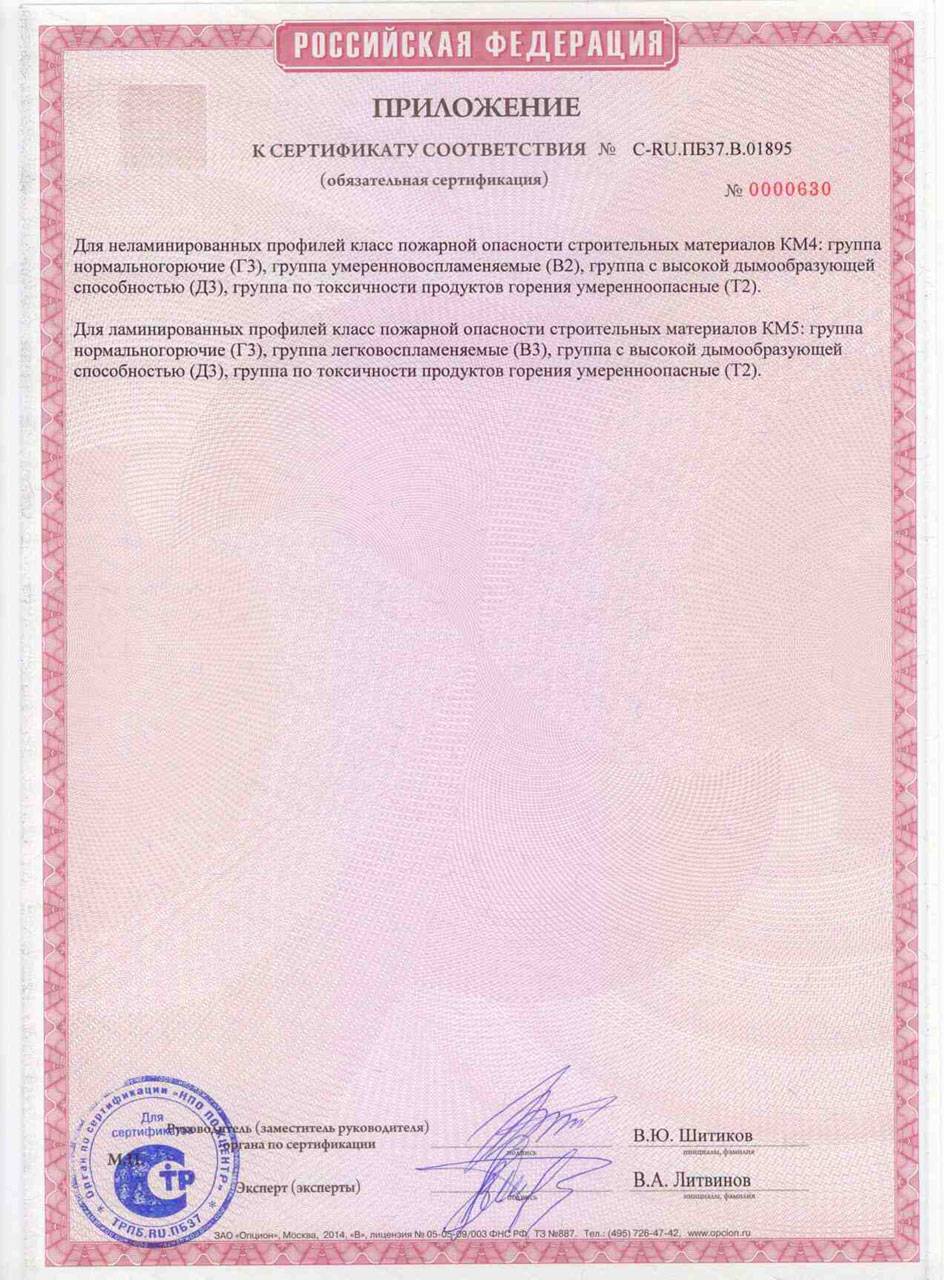 РОССИЙСКАЯ ФЕДЕРАЦИЯ
ПРИЛОЖЕНИЕ
К СЕРТИФИКАТУ СООТВЕТСТВИЯ № C-RU.ПБ37.В.01895
(обязательная сертификация)
№ 0000630
Для неламинированных профилей класс пожарной опасности строительных материалов КМ4: группа
нормальногорючие (Г3), группа умеренновоспламеняемые (В2), группа с высокой дымообразующей
способностью (Д3), группа по токсичности продуктов горения умеренноопасные (Т2).
Для ламинированных профилей класс пожарной опасности строительных материалов КМ5: группа
нормальногорючие (Г3), группа легковоспламеняемые (В3), группа с высокой дымообразующей
способностью (Д3), группа по токсичности продуктов горения умеренноопасные (Т2).
Орган по сертификации «НПО ПОЖЦЕНТР»
Для
сертификатов
ТР
ТРПБ.RU.ПБ37
М.П.
Руководитель (заместитель руководителя)
органа по сертификации
подпись
В.Ю. Шитиков
инициалы, фамилия
Эксперт (эксперты)
подпись
В.А. Литвинов
инициалы, фамилия
ЗАО «Опцион», Москва, 2014, «В», лицензия № 05-05-09/003 ФНС РФ, ТЗ №887. Тел.: (495) 726-47-42, www.opcion.ru